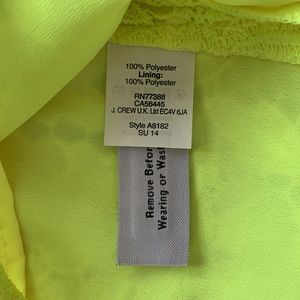 100% Polyester
Lining:
100% Polyester
RN77388
CA56445
J. CREW U.K. Ltd EC4V 6JA
Style A8182
SU 14
Remove Before
Wearing or Wash